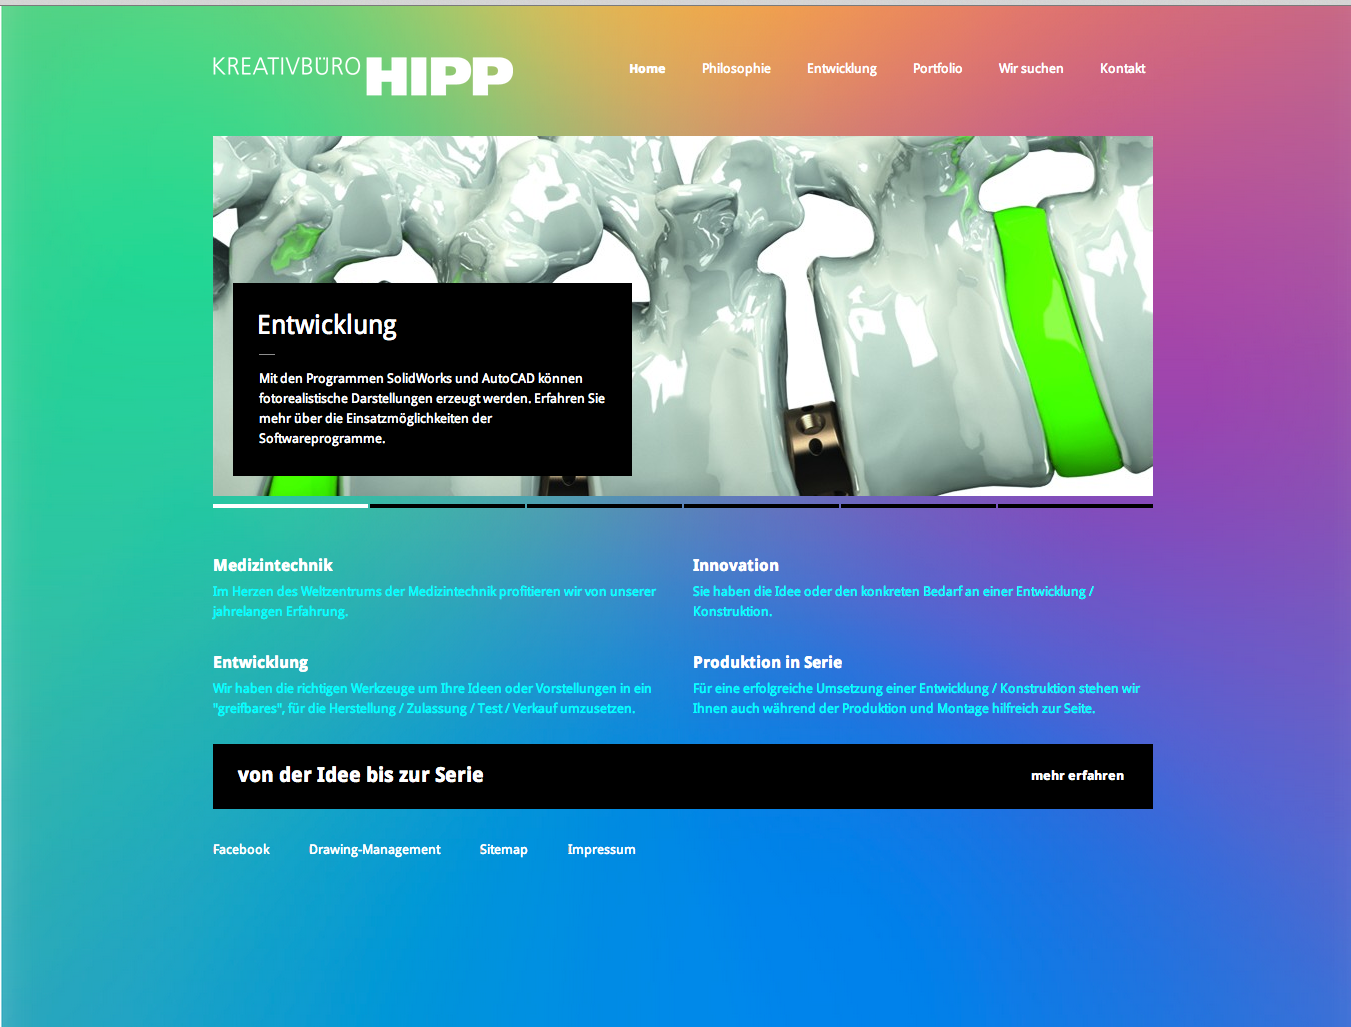 KREATIVBÜRO HIPP
Home Philosophie Entwicklung Portfolio Wir suchen Kontakt
Entwicklung
Mit den Programmen SolidWorks und AutoCAD können
fotorealistische Darstellungen erzeugt werden. Erfahren Sie
mehr über die Einsatzmöglichkeiten der
Softwareprogramme.
Medizintechnik
Im Herzen des Weltzentrums der Medizintechnik profitieren wir von unserer
jahrelangen Erfahrung.
Innovation
Sie haben die Idee oder den konkreten Bedarf an einer Entwicklung /
Konstruktion.
Entwicklung
Wir haben die richtigen Werkzeuge um Ihre Ideen oder Vorstellungen in ein
"greifbares", für die Herstellung / Zulassung / Test / Verkauf umzusetzen.
Produktion in Serie
Für eine erfolgreiche Umsetzung einer Entwicklung / Konstruktion stehen wir
Ihnen auch während der Produktion und Montage hilfreich zur Seite.
von der Idee bis zur Serie
mehr erfahren
Facebook Drawing-Management Sitemap Impressum